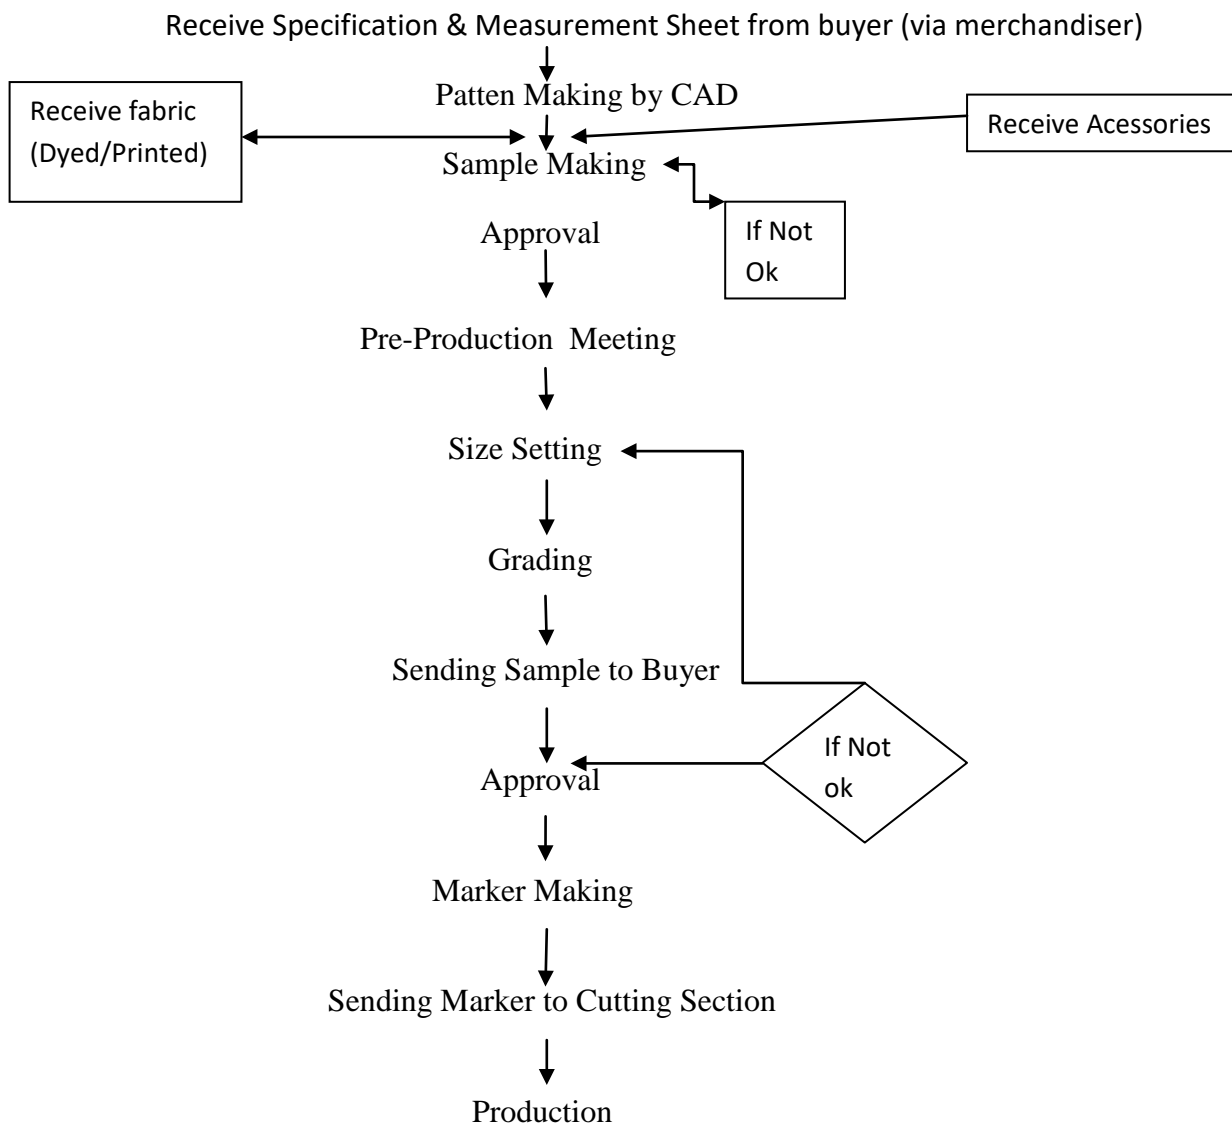 Receive Specification & Measurement Sheet from buyer (via merchandiser)
Patten Making by CAD
Receive fabric
(Dyed/Printed)
Receive Acessories
Sample Making
Approval
If Not
Ok
Pre-Production  Meeting
Size Setting
Grading
Sending Sample to Buyer
If Not
ok
Approval
Marker Making
Sending Marker to Cutting Section
Production